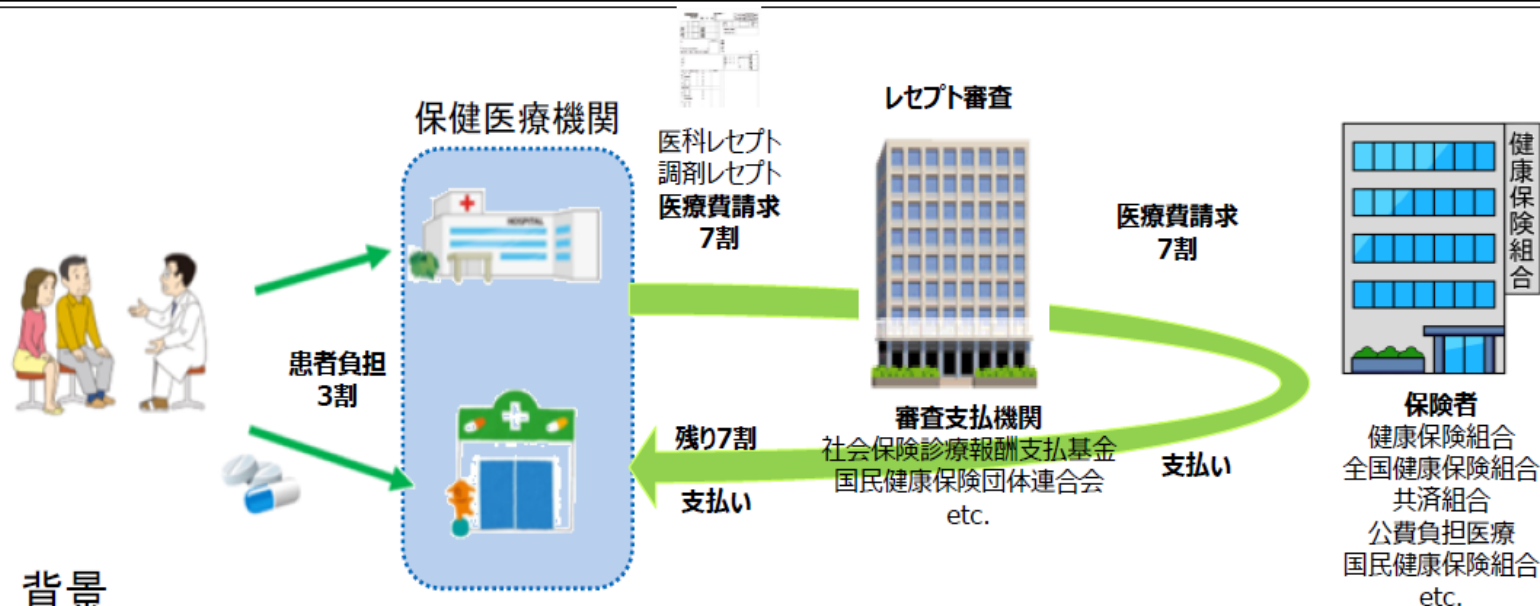 保健医療機関
HOSPITAL
患者負担
3割
医科レセプト
調剤レセプト
医療費請求
7割
レセプト審査
審査支払機関
社会保険診療報酬支払基金
国民健康保険団体連合会
etc.
残り7割
支払い
医療費請求
7割
支払い
健康保険組合
保険者
健康保険組合
全国健康保険組合
共済組合
公費負担医療
国民健康保険組合
etc.
背景